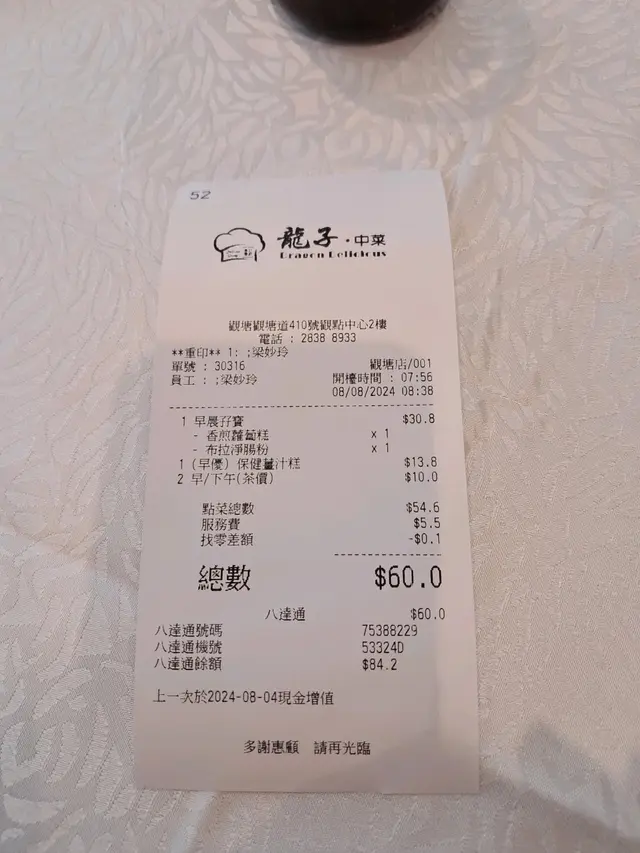 52
龍子·中菜
Dragon Delicious
觀塘觀塘道410號觀點中心2樓
電話 : 2838 8933
**重印** 1: ;梁妙玲
單號 : 30316 觀塘店/001
員工 : ;梁妙玲 開檯時間 : 07:56
08/08/2024 08:38
1 早晨孖寶 $30.8
- 香煎蘿蔔糕 x 1
- 布拉淨腸粉 x 1
1 (早優) 保健薑汁糕 $13.8
2 早/下午(茶價) $10.0
點菜總數 $54.6
服務費 $5.5
找零差額 -$0.1
總數 $60.0
八達通 $60.0
八達通號碼 75388229
八達通機號 53324D
八達通餘額 $84.2
上一次於2024-08-04現金增值
多謝惠顧 請再光臨